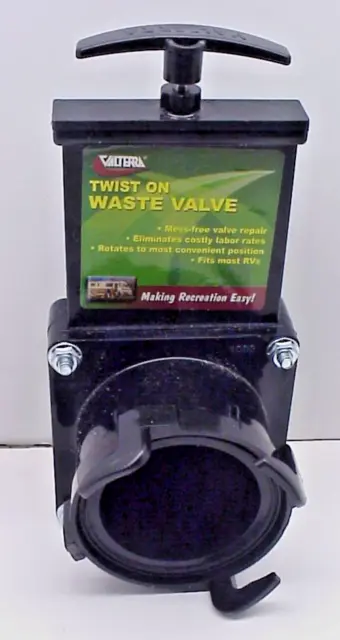 VALTERRA
TWIST ON
WASTE VALVE
• Mess-free valve repair
• Eliminates costly labor rates
• Rotates to most convenient position
• Fits most RVs
Making Recreation Easy!